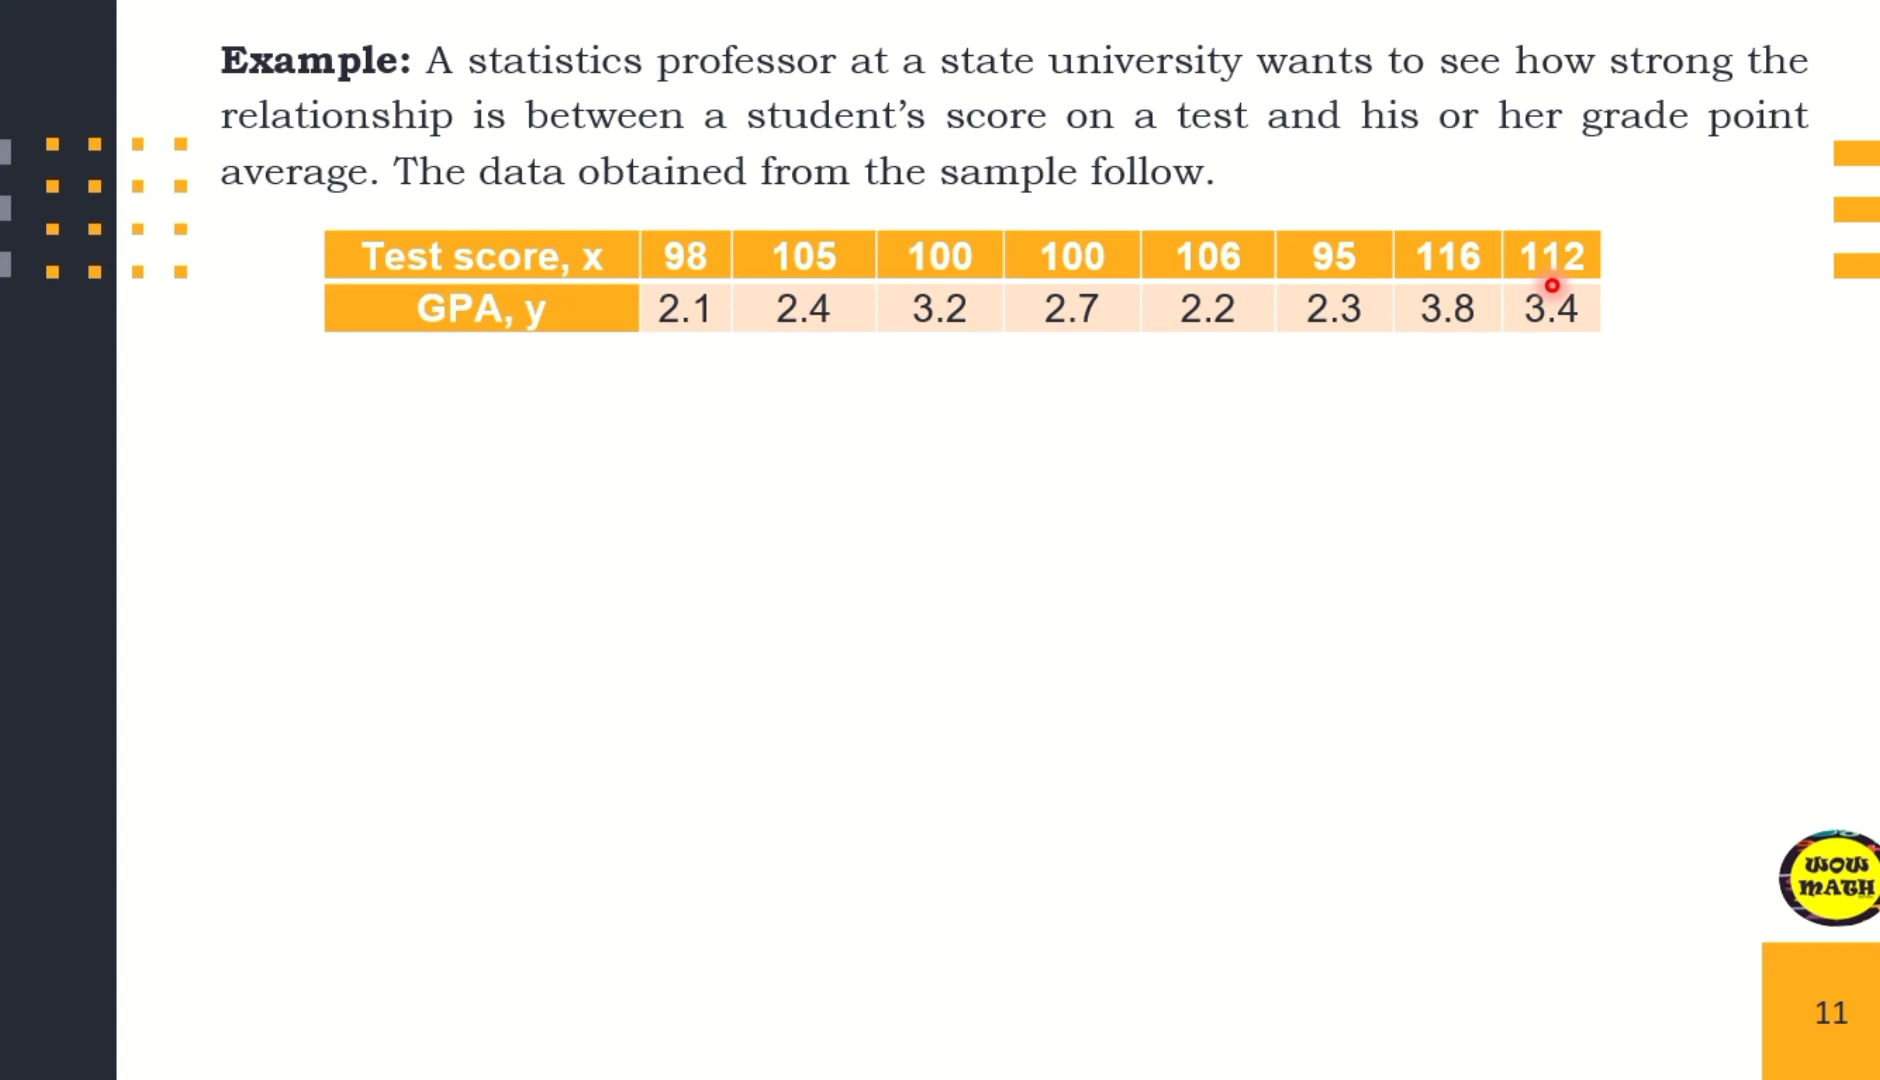 Example: A statistics professor at a state university wants to see how strong the
relationship is between a student’s score on a test and his or her grade point
average. The data obtained from the sample follow.
Test score, x 98 105 100 100 106 95 116 112
GPA, y 2.1 2.4 3.2 2.7 2.2 2.3 3.8 3.4
WOW
MATH
11